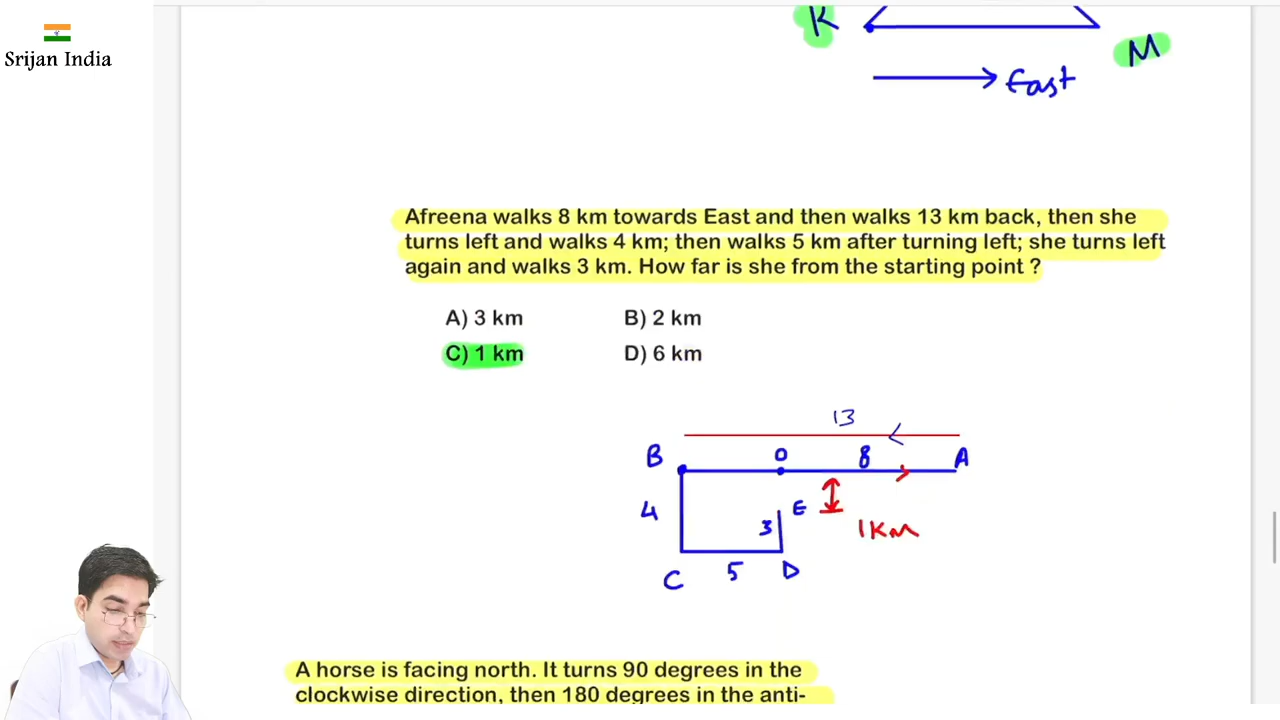 Srijan India
K
M
East
Afreena walks 8 km towards East and then walks 13 km back, then she
turns left and walks 4 km; then walks 5 km after turning left; she turns left
again and walks 3 km. How far is she from the starting point ?
A) 3 km B) 2 km
C) 1 km D) 6 km
13
B O 8 A
4 E
3 1KM
C 5 D
A horse is facing north. It turns 90 degrees in the
clockwise direction, then 180 degrees in the anti-